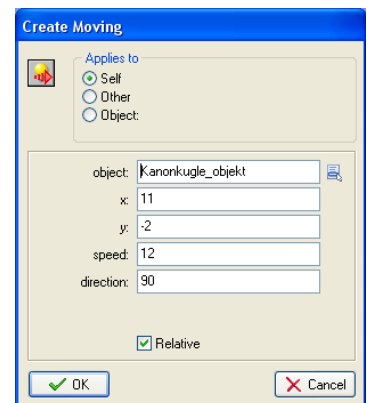 Create Moving
Applies to
Self
Other
Object:
object: Kanonkugle_objekt
x: 11
y: -2
speed: 12
direction: 90
Relative
OK Cancel